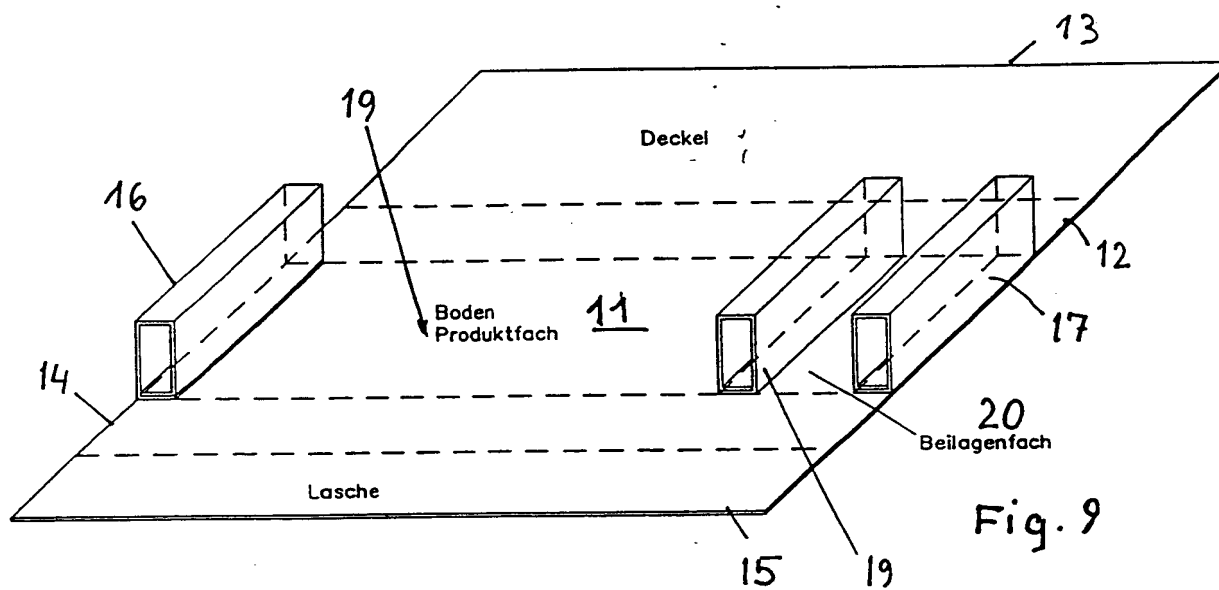 13
19
Deckel
16
12
Boden
Produktfach
11
17
14
20
Beilagenfach
Lasche
Fig. 9
15
19